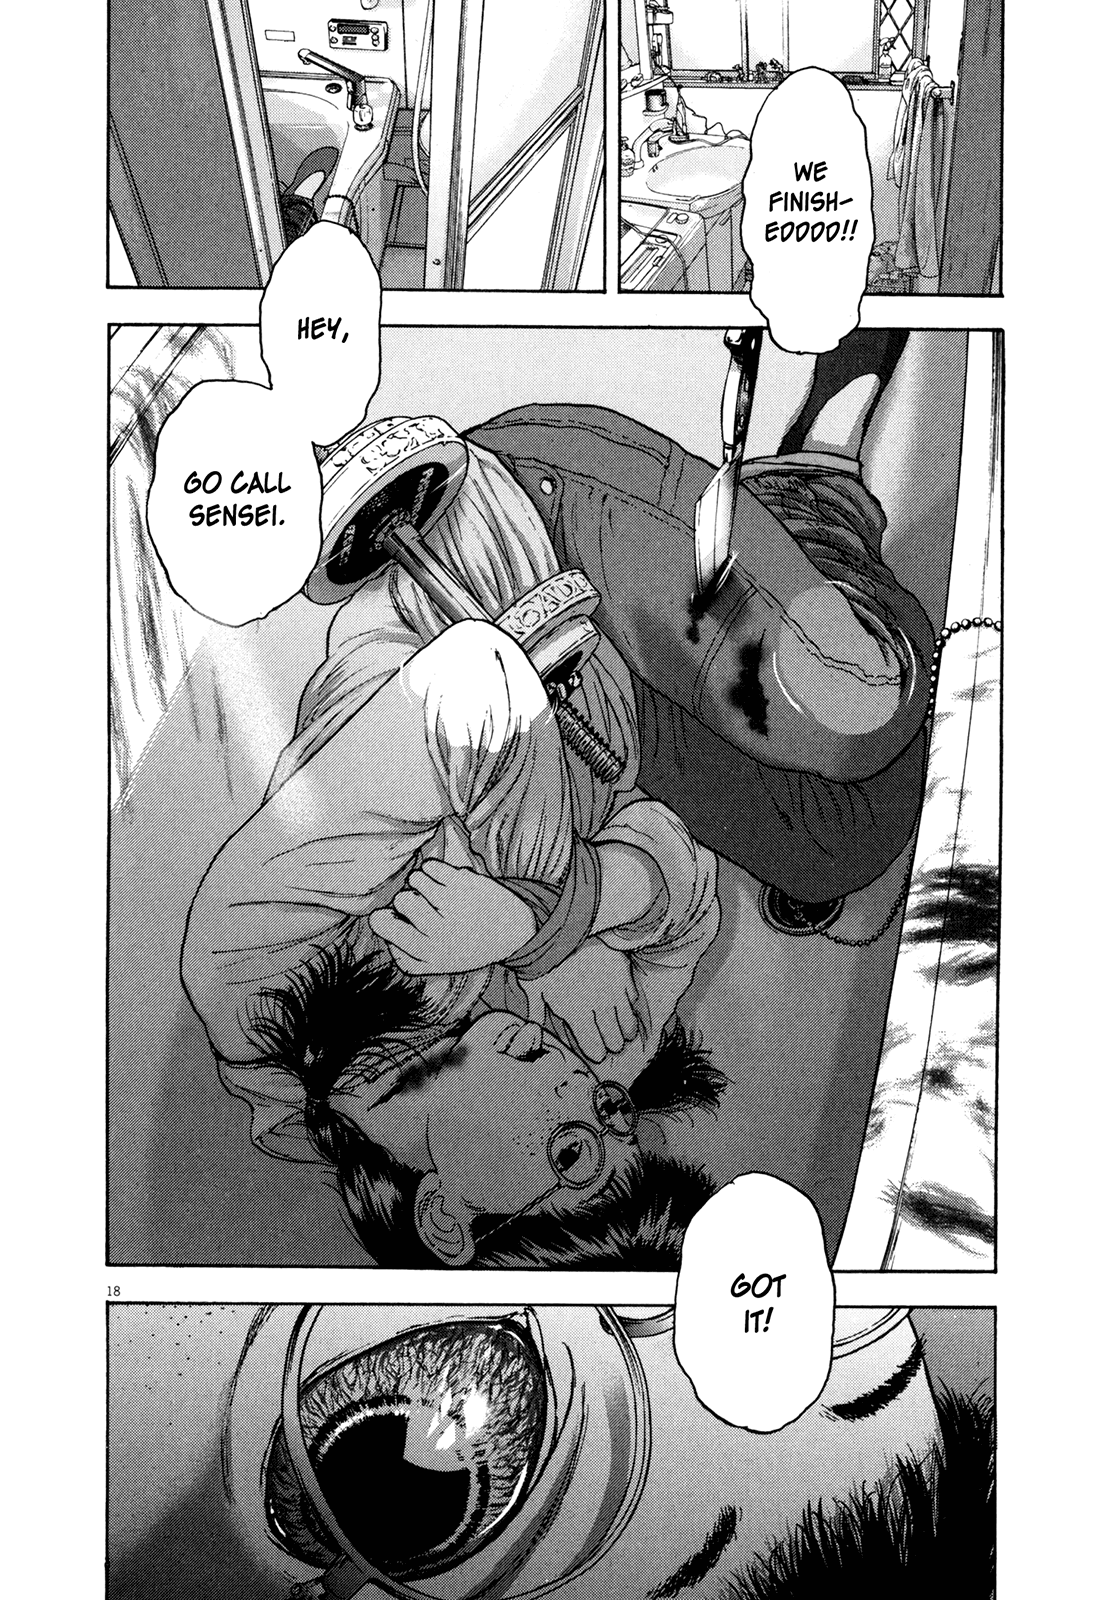 WE
FINISH-
EDDDD!!
HEY,
GO CALL
SENSEI.
GOT
IT!
18